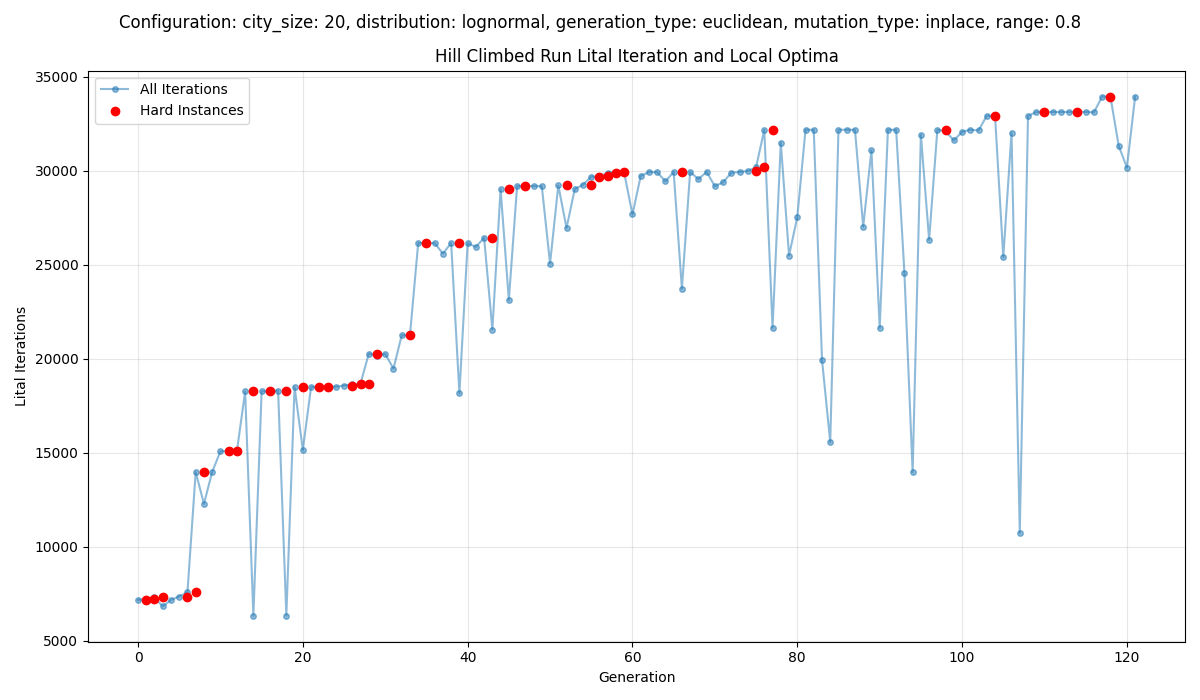 Configuration: city_size: 20, distribution: lognormal, generation_type: euclidean, mutation_type: inplace, range: 0.8
Hill Climbed Run Lital Iteration and Local Optima
All Iterations
Hard Instances
Lital Iterations
35000
30000
25000
20000
15000
10000
5000
0 20 40 60 80 100 120
Generation